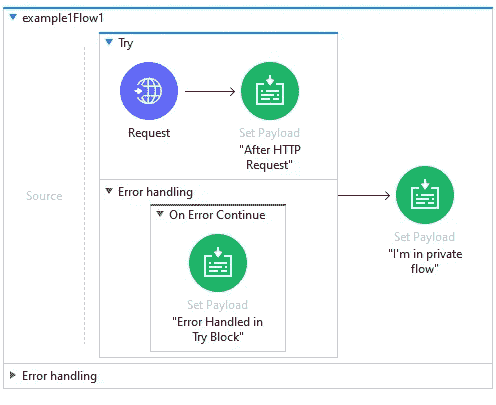 example1Flow1
Try
Request
Set Payload
"After HTTP
Request"
Source
Error handling
On Error Continue
Set Payload
"Error Handled in
Try Block"
Set Payload
"I'm in private
flow"
Error handling